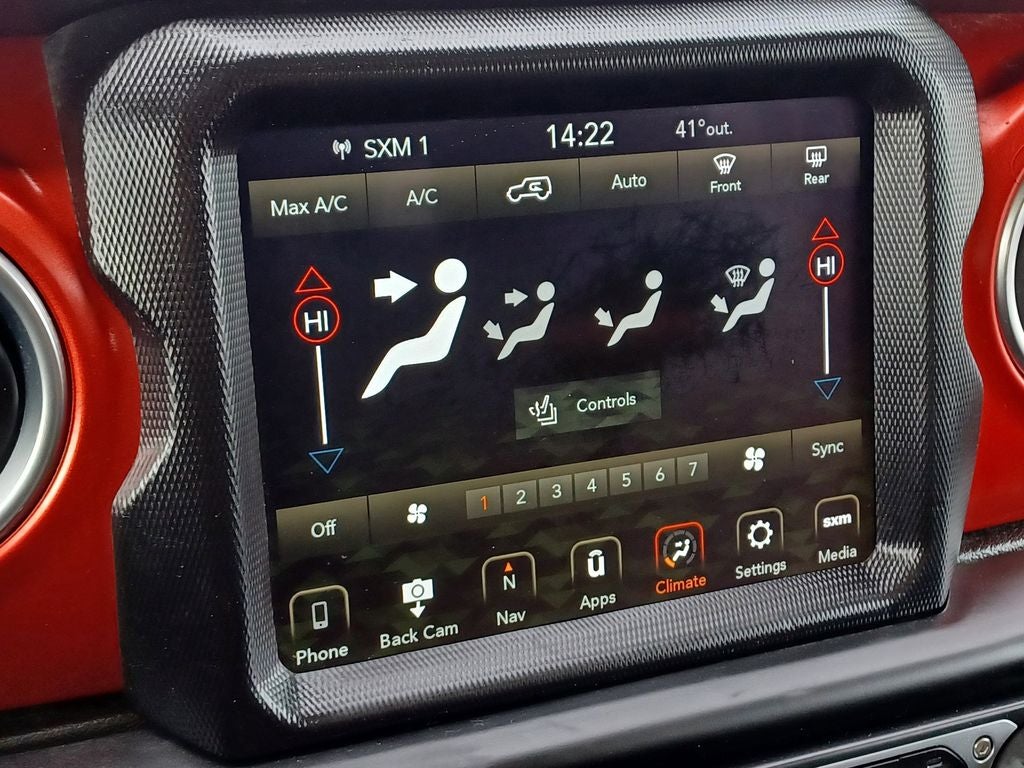 SXM 1 14:22 41°out.
Max A/C A/C Auto Front Rear
HI HI
Controls
Off 1 2 3 4 5 6 7 Sync
N u sxm
Phone Back Cam Nav Apps Climate Settings Media